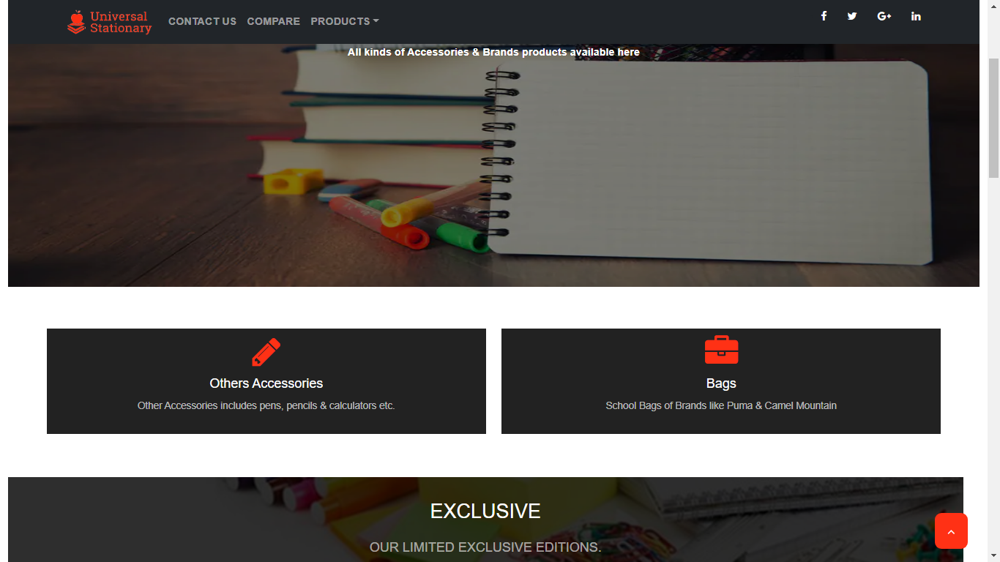 Universal
Stationary
CONTACT US COMPARE PRODUCTS
All kinds of Accessories & Brands products available here
Others Accessories
Other Accessories includes pens, pencils & calculators etc.
Bags
School Bags of Brands like Puma & Camel Mountain
EXCLUSIVE
OUR LIMITED EXCLUSIVE EDITIONS.